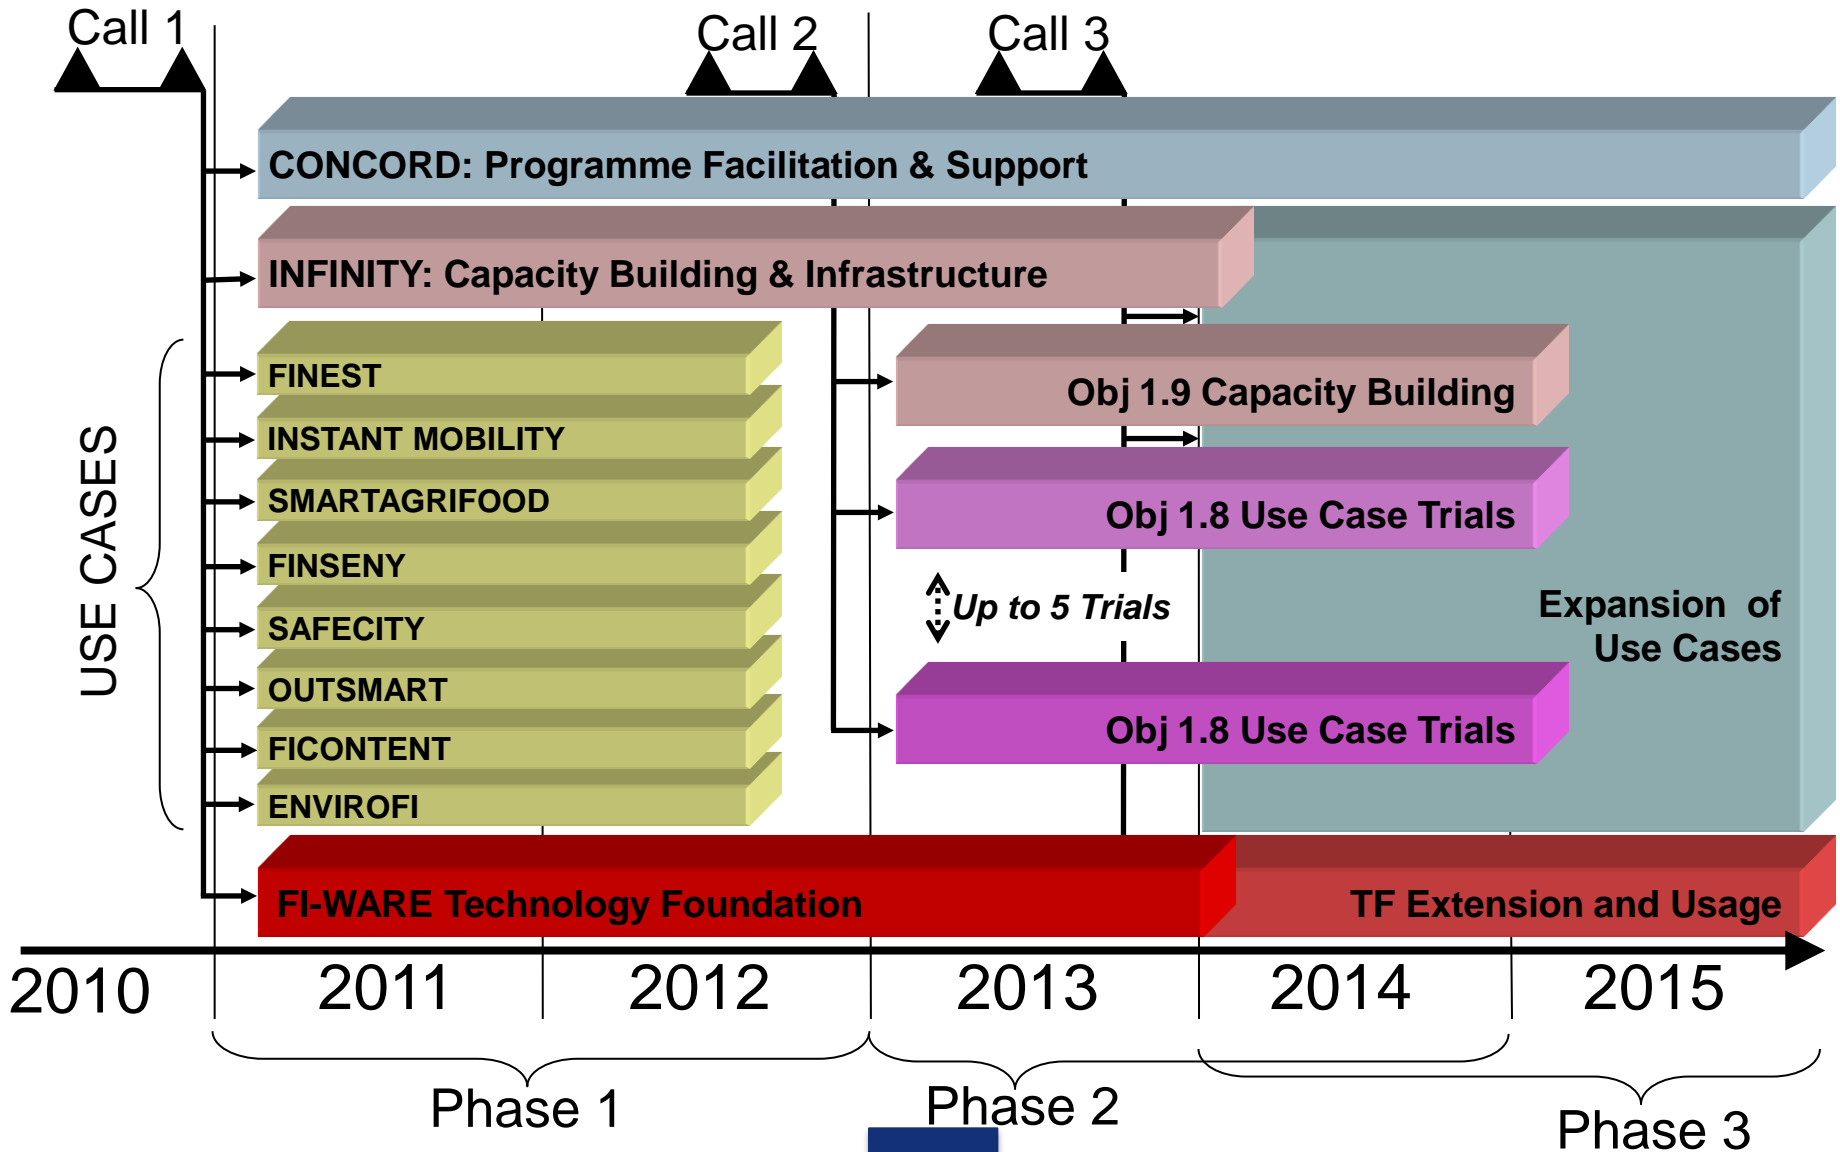 Call 1
Call 2
Call 3
CONCORD: Programme Facilitation & Support
INFINITY: Capacity Building & Infrastructure
USE CASES
FINEST
INSTANT MOBILITY
SMARTAGRIFOOD
FINSENY
SAFECITY
OUTSMART
FICONTENT
ENVIROFI
Obj 1.9 Capacity Building
Obj 1.8 Use Case Trials
Up to 5 Trials
Obj 1.8 Use Case Trials
Expansion of
Use Cases
FI-WARE Technology Foundation
TF Extension and Usage
2010
2011
2012
2013
2014
2015
Phase 1
Phase 2
Phase 3